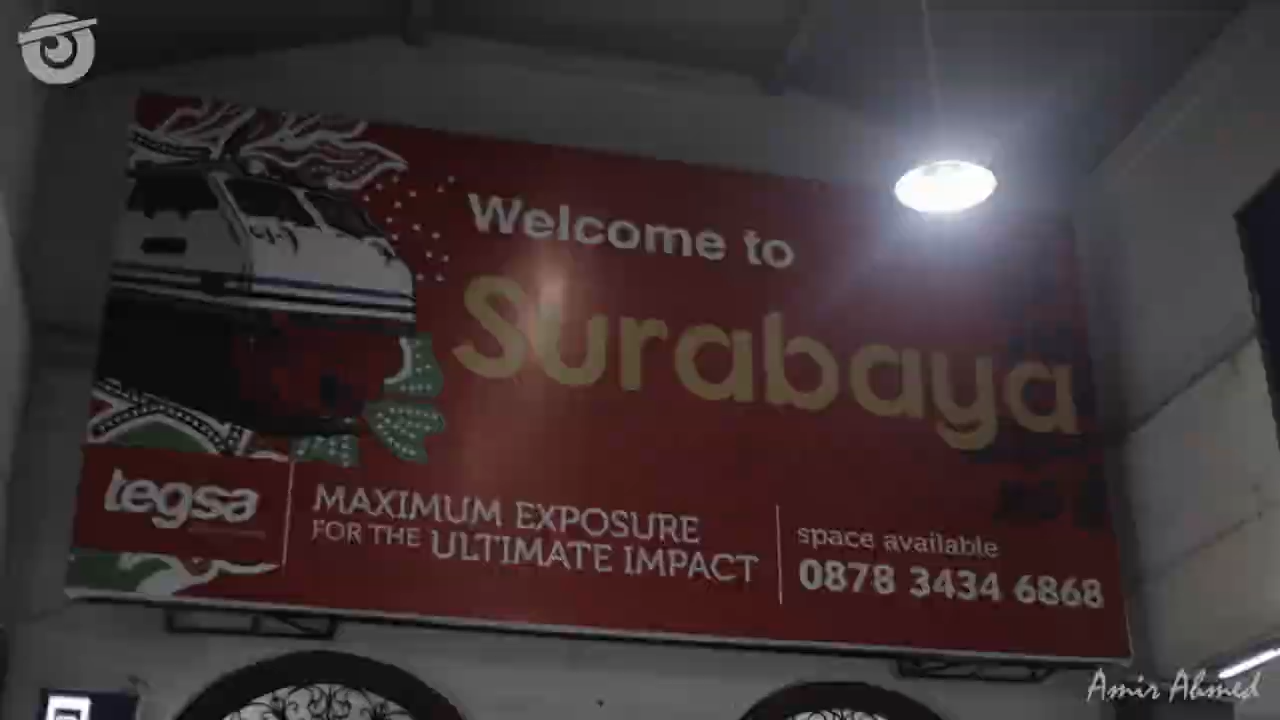 Welcome to
Surabaya
tegsa
MAXIMUM EXPOSURE
FOR THE ULTIMATE IMPACT
space available
0878 3434 6868
Amir Ahmed